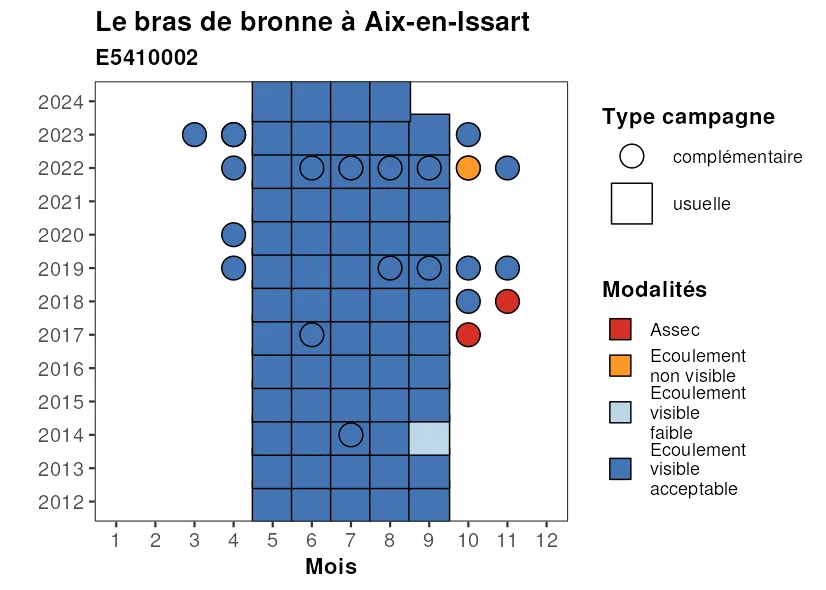 Le bras de bronne à Aix-en-Issart
E5410002
2024
2023
2022
2021
2020
2019
2018
2017
2016
2015
2014
2013
2012
1 2 3 4 5 6 7 8 9 10 11 12
Mois
Type campagne
complémentaire
usuelle
Modalités
Assec
Ecoulement
non visible
Ecoulement
visible
faible
Ecoulement
visible
acceptable